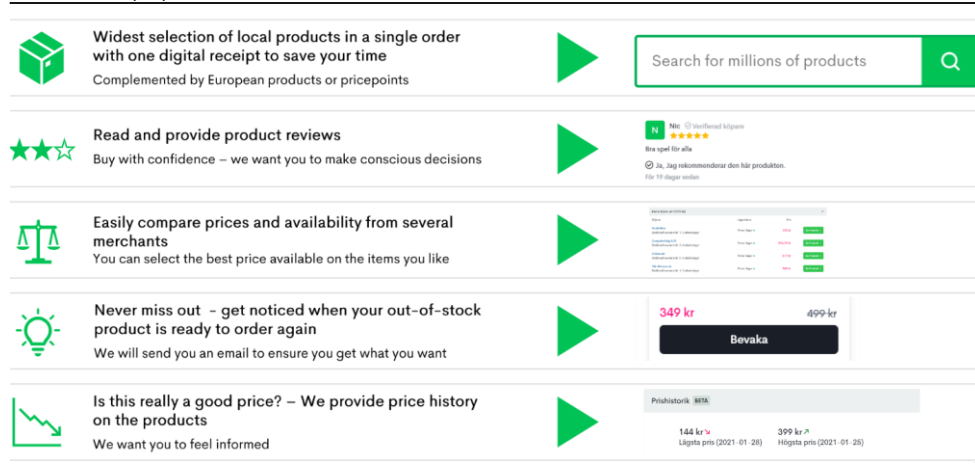 Widest selection of local products in a single order
with one digital receipt to save your time
Complemented by European products or pricepoints
Search for millions of products
Read and provide product reviews
Buy with confidence – we want you to make conscious decisions
N
Nic Verifierad köpare
Bra spel för alla
Ja, Jag rekommenderar den här produkten.
För 19 dagar sedan
Easily compare prices and availability from several
merchants
You can select the best price available on the items you like
Never miss out - get noticed when your out-of-stock
product is ready to order again
We will send you an email to ensure you get what you want
349 kr
499 kr
Bevaka
Is this really a good price? – We provide price history
on the products
We want you to feel informed
Prishistorik BETA
144 kr
399 kr
Lägsta pris (2021-01-28)
Högsta pris (2021-01-25)